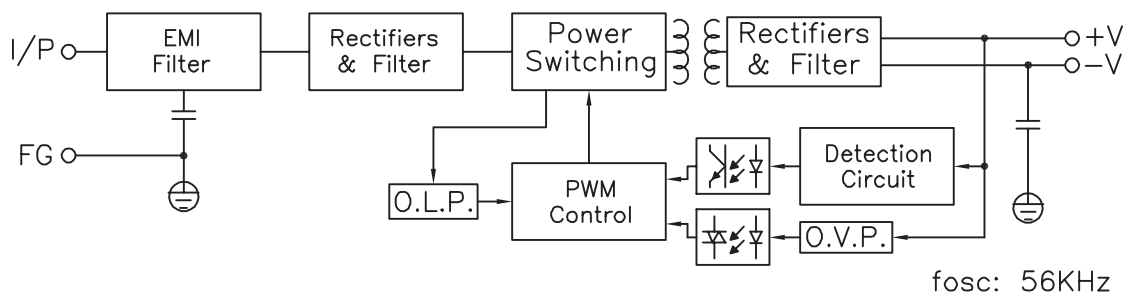 I/P
EMI
Filter
Rectifiers
& Filter
Power
Switching
Rectifiers
& Filter
+V
-V
FG
O.L.P.
PWM
Control
Detection
Circuit
O.V.P.
fosc: 56KHz